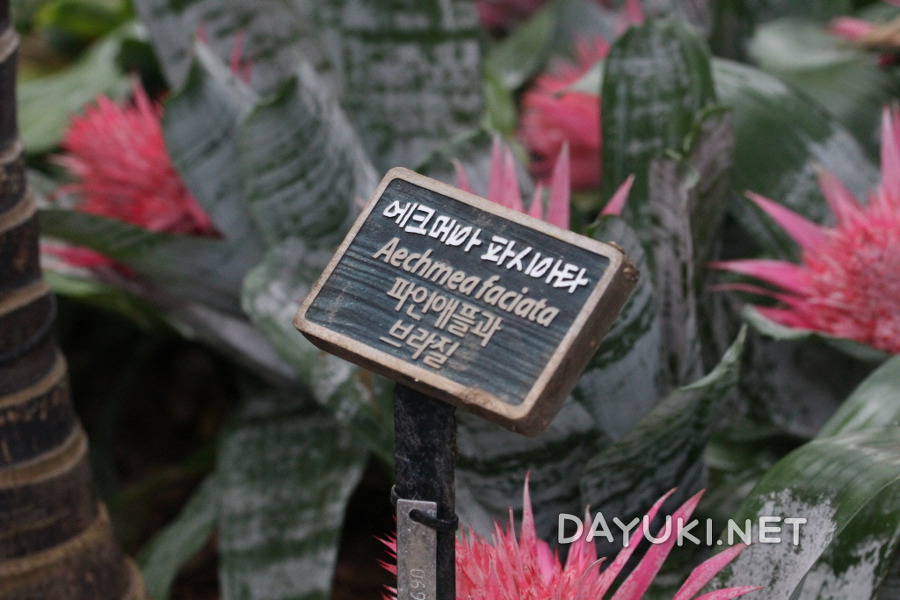 에크메아 파시아타
Aechmea faciata
파인애플과
브라질
690
DAYUKI.NET